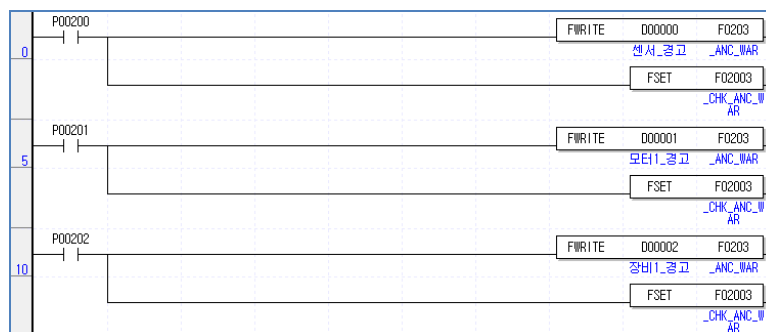 P00200
FWRITE D00000 F0203
0
센서_경고 _ANC_WAR
FSET F02003
_CHK_ANC_W
AR
P00201
FWRITE D00001 F0203
5
모터1_경고 _ANC_WAR
FSET F02003
_CHK_ANC_W
AR
P00202
FWRITE D00002 F0203
10
장비1_경고 _ANC_WAR
FSET F02003
_CHK_ANC_W
AR